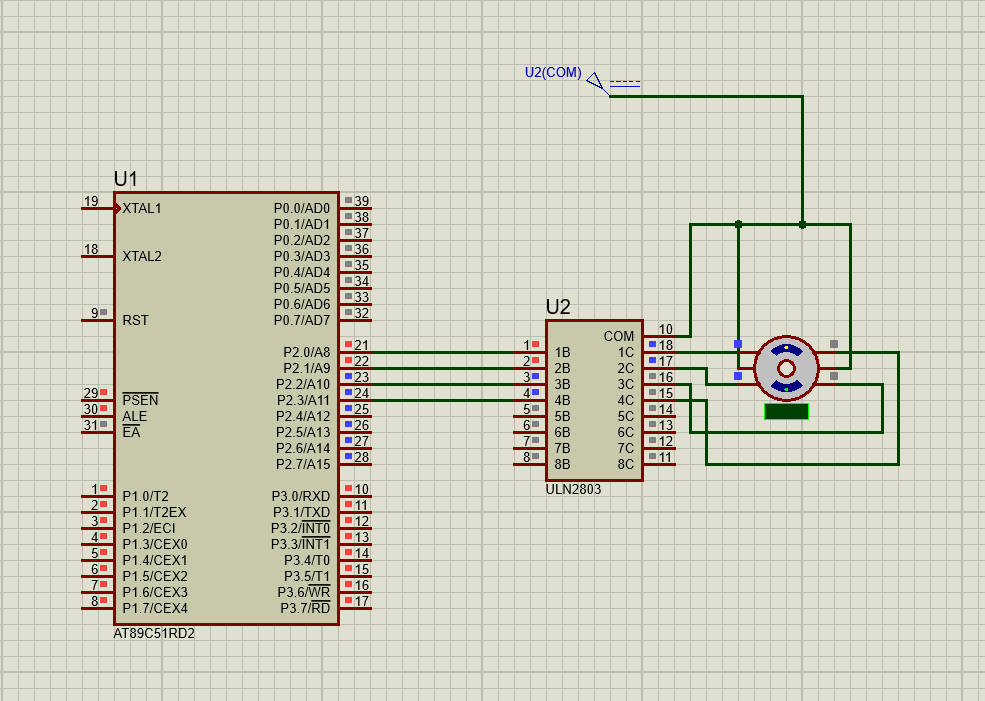 U2(COM)
U1
19 XTAL1
18 XTAL2
9 RST
29 PSEN
30 ALE
31 EA
1 P1.0/T2
2 P1.1/T2EX
3 P1.2/ECI
4 P1.3/CEX0
5 P1.4/CEX1
6 P1.5/CEX2
7 P1.6/CEX3
8 P1.7/CEX4
P0.0/AD0 39
P0.1/AD1 38
P0.2/AD2 37
P0.3/AD3 36
P0.4/AD4 35
P0.5/AD5 34
P0.6/AD6 33
P0.7/AD7 32
P2.0/A8 21
P2.1/A9 22
P2.2/A10 23
P2.3/A11 24
P2.4/A12 25
P2.5/A13 26
P2.6/A14 27
P2.7/A15 28
P3.0/RXD 10
P3.1/TXD 11
P3.2/INT0 12
P3.3/INT1 13
P3.4/T0 14
P3.5/T1 15
P3.6/WR 16
P3.7/RD 17
AT89C51RD2
U2
COM 10
1 1B 1C 18
2 2B 2C 17
3 3B 3C 16
4 4B 4C 15
5 5B 5C 14
6 6B 6C 13
7 7B 7C 12
8 8B 8C 11
ULN2803